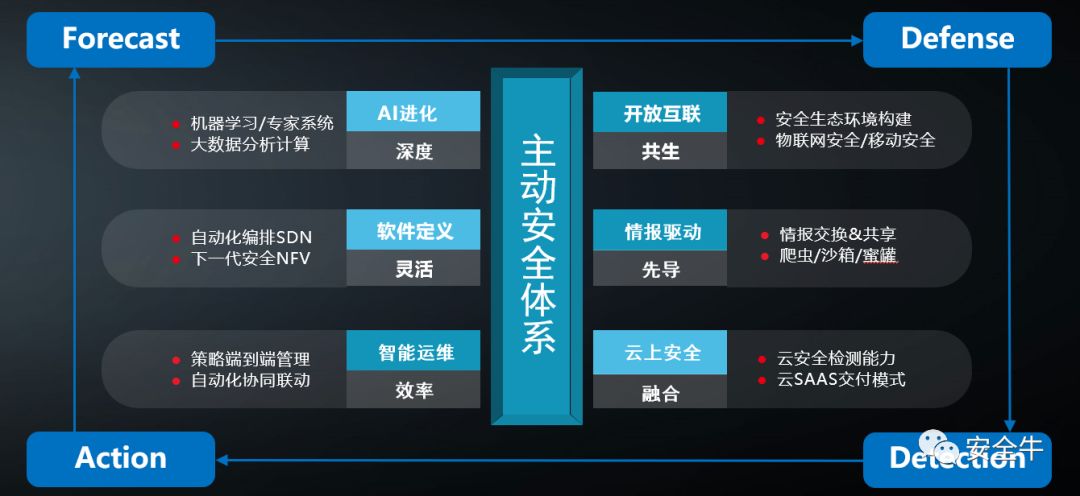 Forecast
Defense
机器学习/专家系统
大数据分析计算
AI进化
深度
主动安全体系
开放互联
共生
安全生态环境构建
物联网安全/移动安全
自动化编排SDN
下一代安全NFV
软件定义
灵活
情报驱动
先导
情报交换&共享
爬虫/沙箱/蜜罐
策略端到端管理
自动化协同联动
智能运维
效率
云上安全
融合
云安全检测能力
云SAAS交付模式
Action
Detection
安全牛